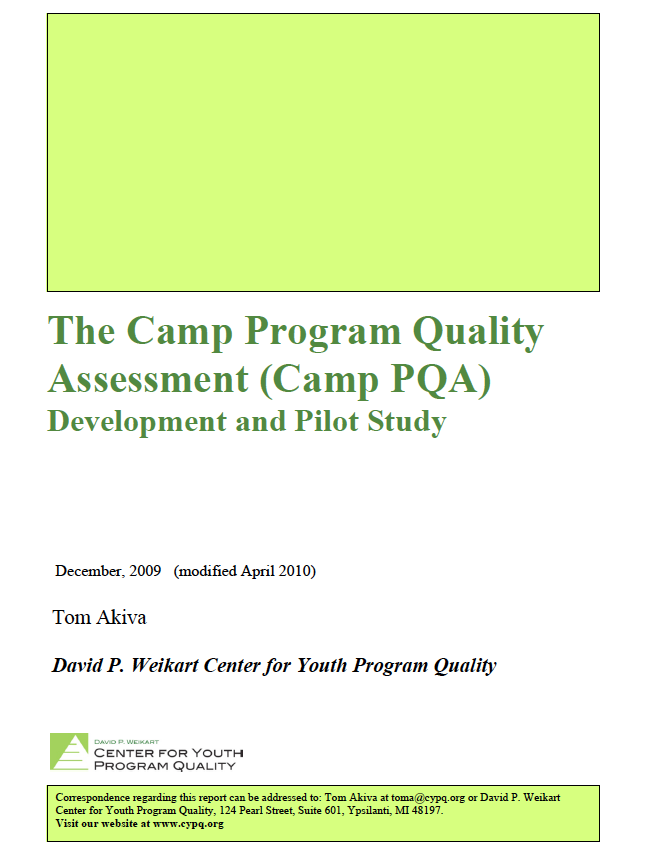 The Camp Program Quality
Assessment (Camp PQA)
Development and Pilot Study
December, 2009 (modified April 2010)
Tom Akiva
David P. Weikart Center for Youth Program Quality
DAVID P. WEIKART
CENTER FOR YOUTH
PROGRAM QUALITY
Correspondence regarding this report can be addressed to: Tom Akiva at toma@cypq.org or David P. Weikart
Center for Youth Program Quality, 124 Pearl Street, Suite 601, Ypsilanti, MI 48197.
Visit our website at www.cypq.org